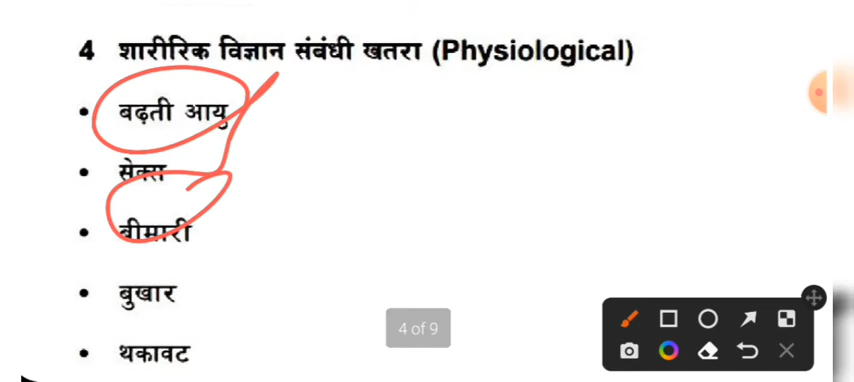 4 शारीरिक विज्ञान संबंधी खतरा (Physiological)
• बढ़ती आयु
• सेक्स
• बीमारी
• बुखार
• थकावट
4 of 9